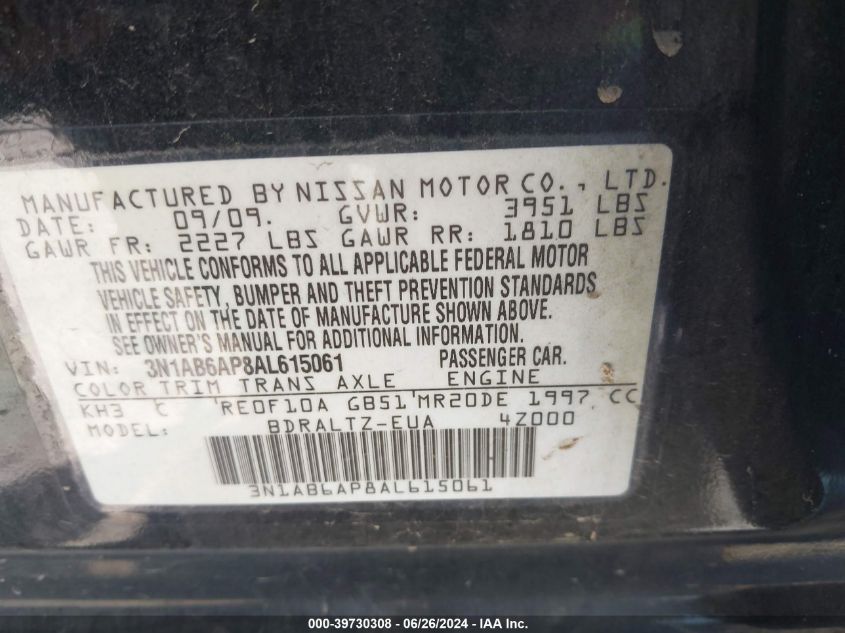 MANUFACTURED BY NISSAN MOTOR CO., LTD.
DATE: 09/09. GVWR: 3951 LBS
GAWR FR: 2227 LBS GAWR RR: 1810 LBS
THIS VEHICLE CONFORMS TO ALL APPLICABLE FEDERAL MOTOR
VEHICLE SAFETY, BUMPER AND THEFT PREVENTION STANDARDS
IN EFFECT ON THE DATE OF MANUFACTURE SHOWN ABOVE.
SEE OWNER'S MANUAL FOR ADDITIONAL INFORMATION.
VIN: 3N1AB6AP8AL615061 PASSENGER CAR.
COLOR TRIM TRANS AXLE ENGINE
KH3 C RE0F10A GB51 MR20DE 1997 CC
MODEL: BDRALTZ-EUA 4Z000
3N1AB6AP8AL615061
000-39730308 - 06/26/2024 - IAA Inc.